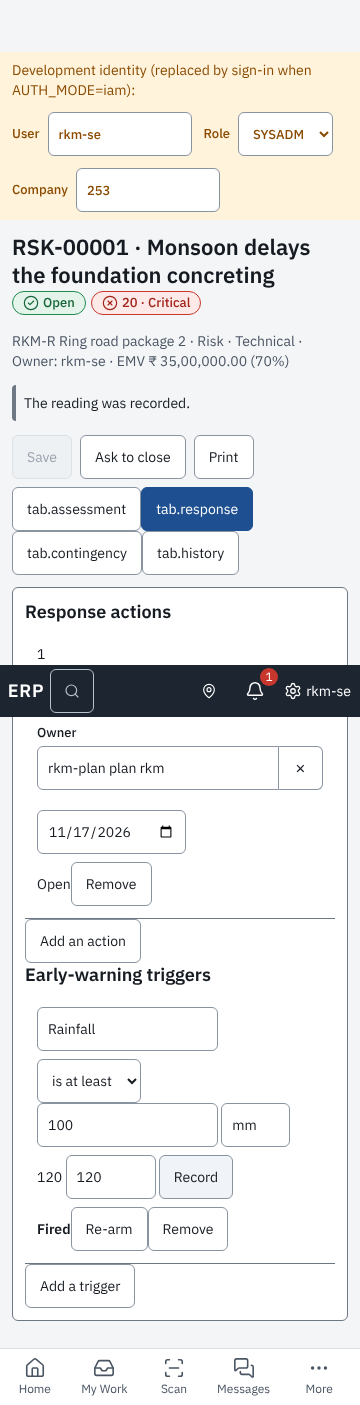 Development identity (replaced by sign-in when
AUTH_MODE=iam):
User rkm-se Role SYSADM
Company 253
RSK-00001 · Monsoon delays
the foundation concreting
Open 20 · Critical
RKM-R Ring road package 2 · Risk · Technical ·
Owner: rkm-se · EMV ₹ 35,00,000.00 (70%)
The reading was recorded.
Save Ask to close Print
tab.assessment tab.response
tab.contingency tab.history
Response actions
1
ERP 1 rkm-se
Owner
rkm-plan plan rkm ×
11/17/2026
Open Remove
Add an action
Early-warning triggers
Rainfall
is at least
100 mm
120 120 Record
Fired Re-arm Remove
Add a trigger
Home My Work Scan Messages More